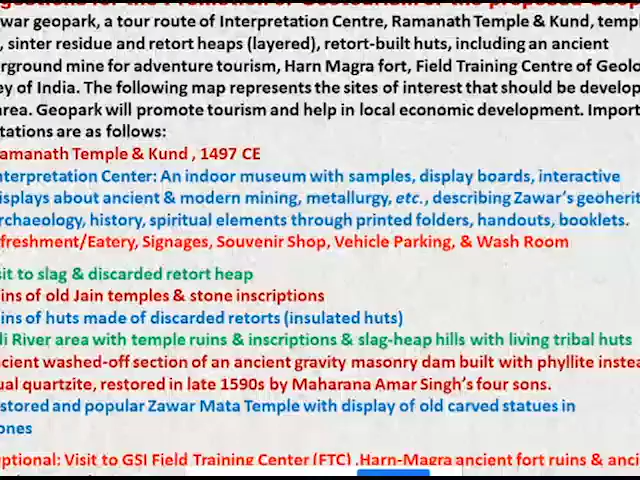 war geopark, a tour route of Interpretation Centre, Ramanath Temple & Kund,
sinter residue and retort heaps (layered), retort-built huts, including an ancient
erground mine for adventure tourism, Harn Magra fort, Field Training Centre of Geolo
ey of India. The following map represents the sites of interest that should be develop
area. Geopark will promote tourism and help in local economic development. Import
tations are as follows:
amanath Temple & Kund , 1497 CE
nterpretation Center: An indoor museum with samples, display boards, interactive
isplays about ancient & modern mining, metallurgy, etc., describing Zawar's geoherit
rchaeology, history, spiritual elements through printed folders, handouts, booklets.
freshment/Eatery, Signages, Souvenir Shop, Vehicle Parking, & Wash Room
sit to slag & discarded retort heap
ins of old Jain temples & stone inscriptions
ins of huts made of discarded retorts (insulated huts)
di River area with temple ruins & inscriptions & slag-heap hills with living tribal huts
ncient washed-off section of an ancient gravity masonry dam built with phyllite instea
ual quartzite, restored in late 1590s by Maharana Amar Singh's four sons.
stored and popular Zawar Mata Temple with display of old carved statues in
ones
ptional: Visit to GSI Field Training Center (FTC) ,Harn-Magra ancient fort ruins & anci